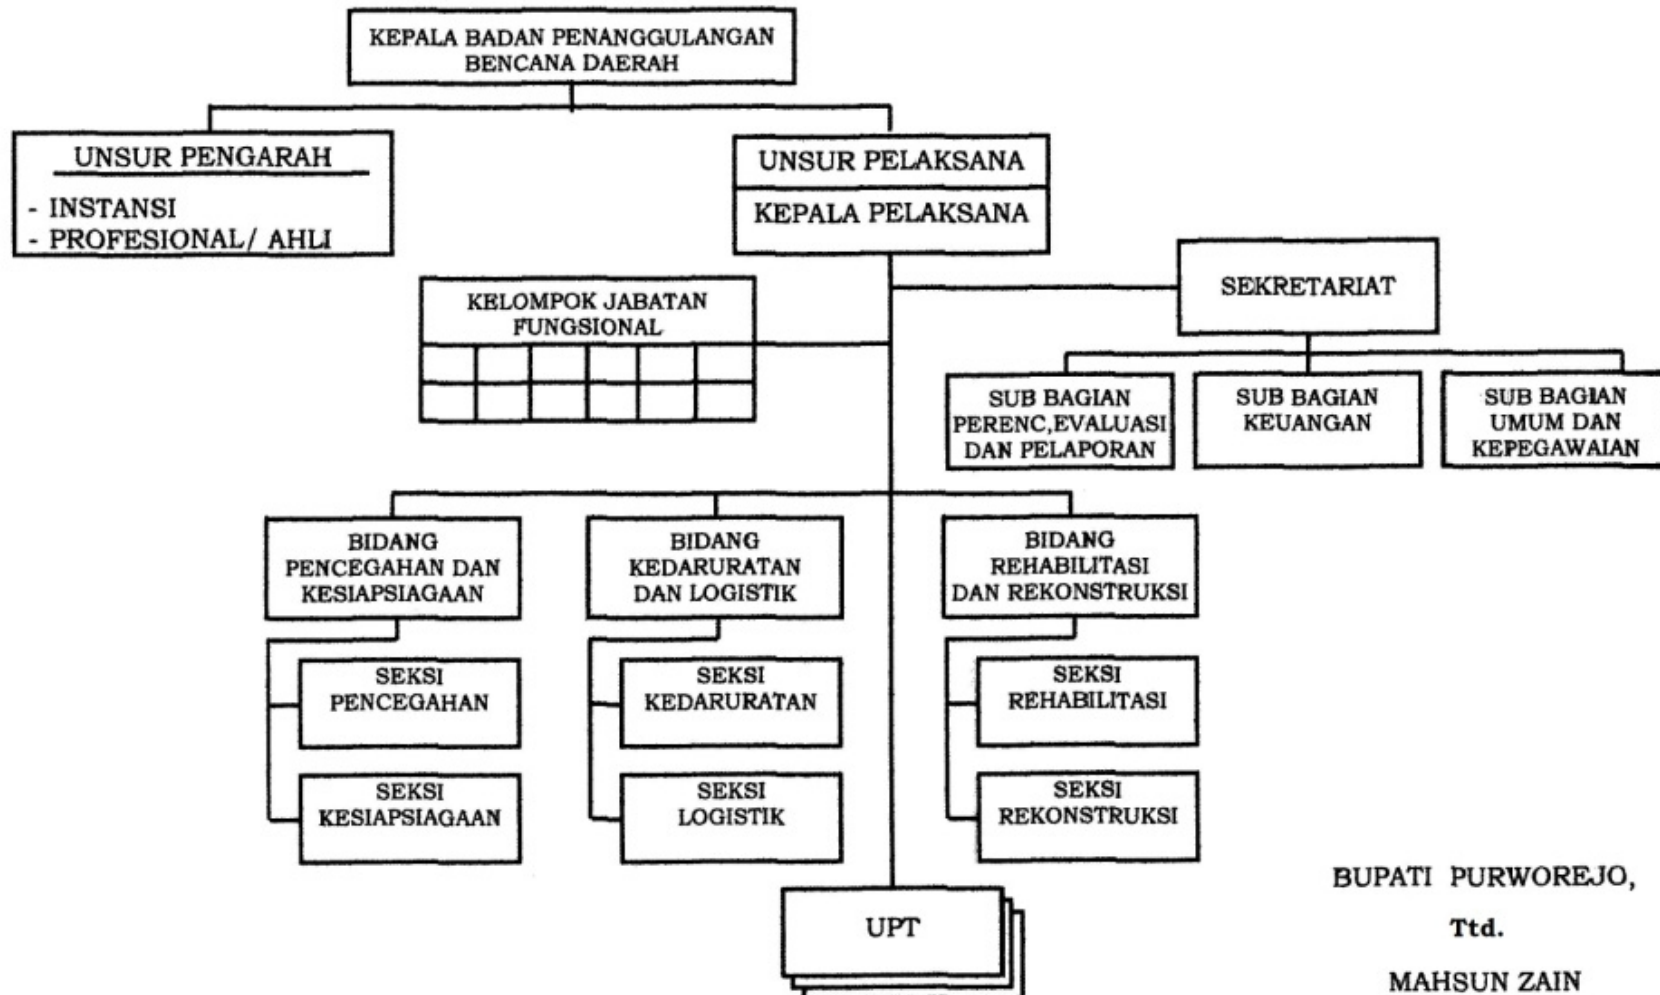 KEPALA BADAN PENANGGULANGAN
BENCANA DAERAH
UNSUR PENGARAH
- INSTANSI
- PROFESIONAL/ AHLI
UNSUR PELAKSANA
KEPALA PELAKSANA
SEKRETARIAT
KELOMPOK JABATAN
FUNGSIONAL
SUB BAGIAN
PERENC,EVALUASI
DAN PELAPORAN
SUB BAGIAN
KEUANGAN
SUB BAGIAN
UMUM DAN
KEPEGAWAIAN
BIDANG
PENCEGAHAN DAN
KESIAPSIAGAAN
BIDANG
KEDARURATAN
DAN LOGISTIK
BIDANG
REHABILITASI
DAN REKONSTRUKSI
SEKSI
PENCEGAHAN
SEKSI
KEDARURATAN
SEKSI
REHABILITASI
SEKSI
KESIAPSIAGAAN
SEKSI
LOGISTIK
SEKSI
REKONSTRUKSI
UPT
BUPATI PURWOREJO,
Ttd.
MAHSUN ZAIN